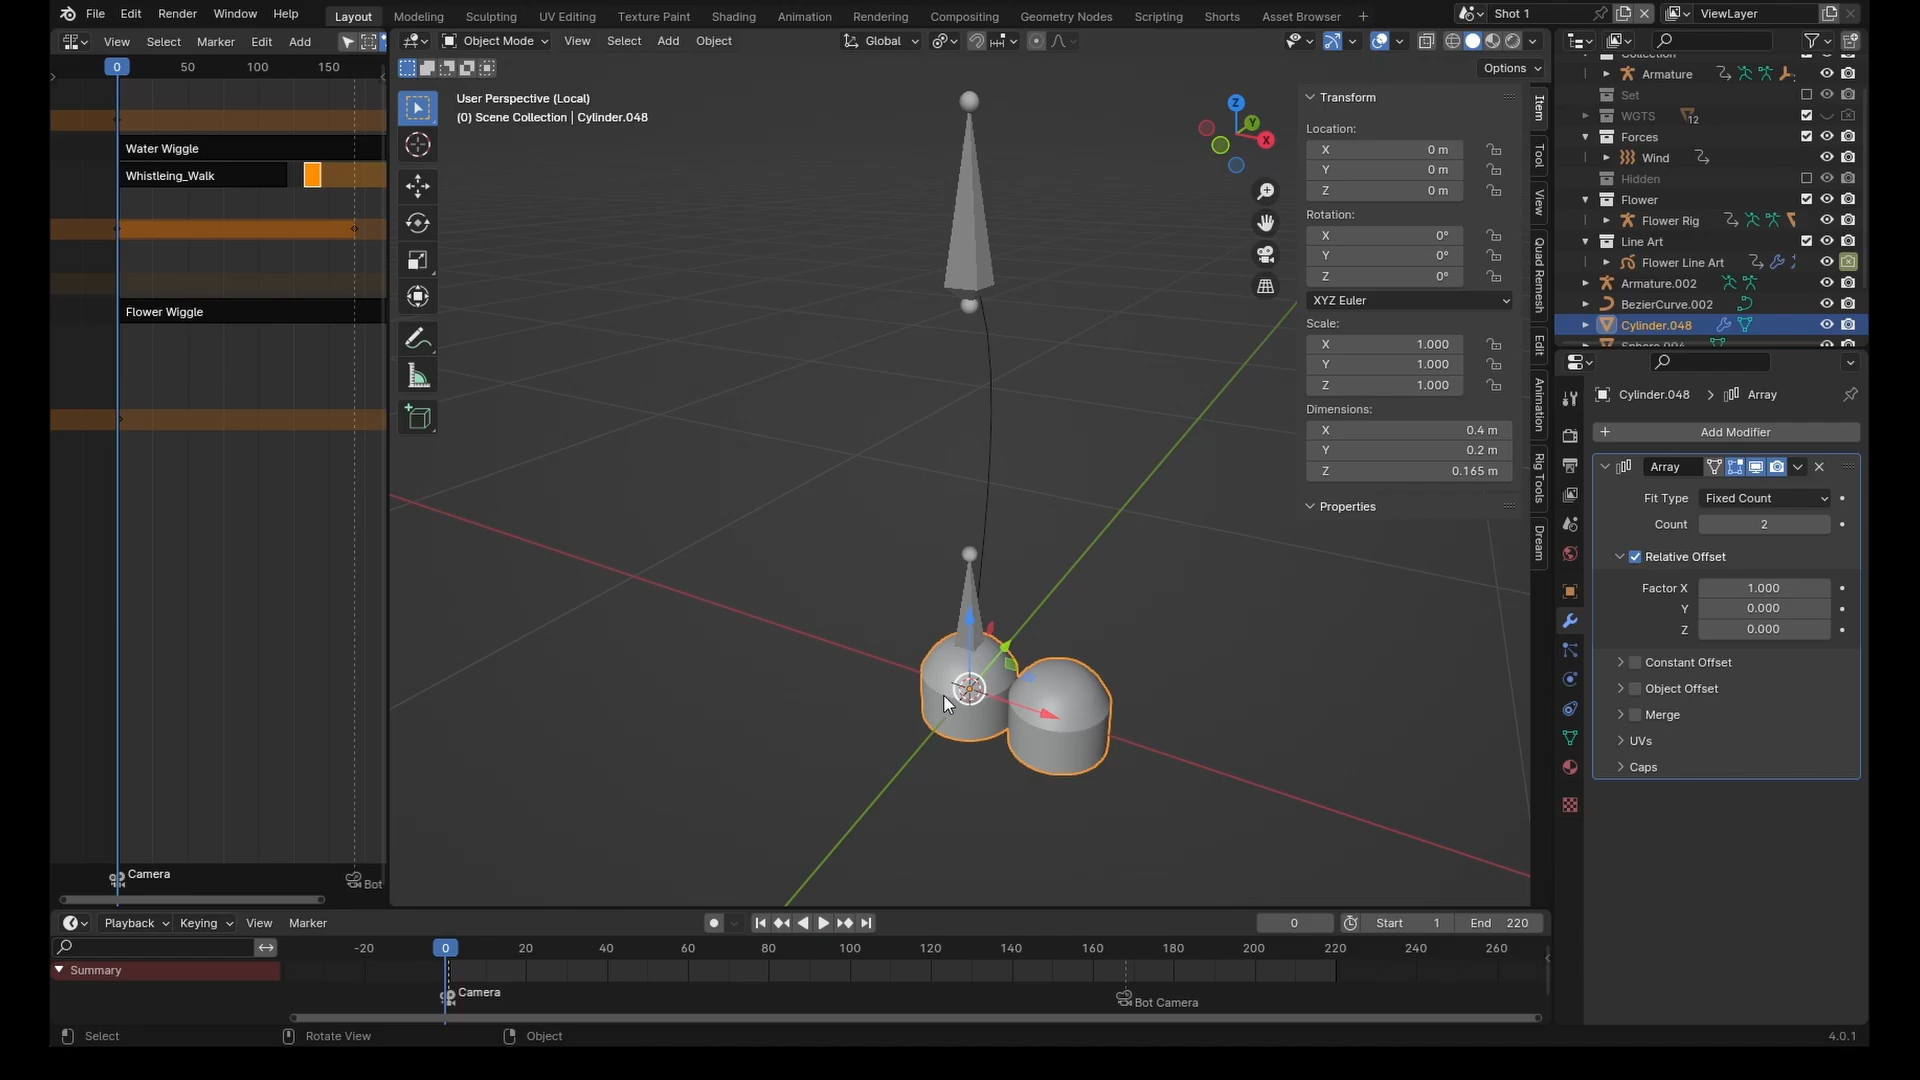 File Edit Render Window Help Layout Modeling Sculpting UV Editing Texture Paint Shading Animation Rendering Compositing Geometry Nodes Scripting Shorts Asset Browser + Shot 1 ViewLayer
View Select Marker Edit Add Object Mode View Select Add Object Global
0 50 100 150
Options
User Perspective (Local)
(0) Scene Collection | Cylinder.048
Water Wiggle
Whistleing_Walk
Flower Wiggle
Camera
Bot
Z
Y
X
Transform
Location:
X 0 m
Y 0 m
Z 0 m
Rotation:
X 0°
Y 0°
Z 0°
XYZ Euler
Scale:
X 1.000
Y 1.000
Z 1.000
Dimensions:
X 0.4 m
Y 0.2 m
Z 0.165 m
Properties
Item
Tool
View
Quad Remesh
Edit
Animation
Rig Tools
Dream
Armature
Set
WGTS 12
Forces
Wind
Hidden
Flower
Flower Rig
Line Art
Flower Line Art
Armature.002
BezierCurve.002
Cylinder.048
Cylinder.048 > Array
+ Add Modifier
Array
Fit Type Fixed Count
Count 2
Relative Offset
Factor X 1.000
Y 0.000
Z 0.000
Constant Offset
Object Offset
Merge
UVs
Caps
Playback Keying View Marker 0 Start 1 End 220
-20 0 20 40 60 80 100 120 140 160 180 200 220 240 260
Summary
Camera
Bot Camera
Select Rotate View Object 4.0.1